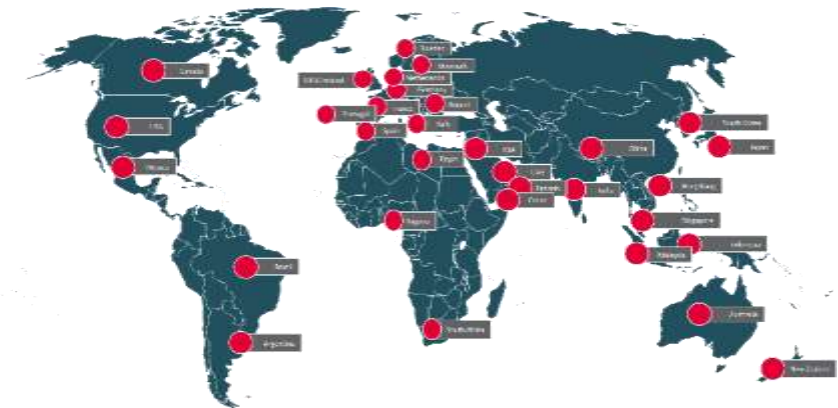 Canada
USA
Mexico
Brazil
Argentina
Sweden
Denmark
Netherlands
Germany
Portugal
Spain
Italy
Poland
Egypt
Nigeria
South Africa
KSA
UAE
Bahrain
Qatar
India
China
South Korea
Japan
Hong Kong
Singapore
Malaysia
Indonesia
Australia
New Zealand